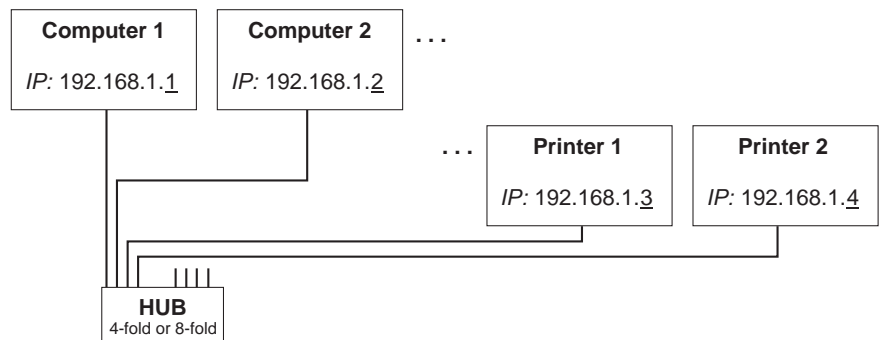 Computer 1
IP: 192.168.1.1
Computer 2
IP: 192.168.1.2
. . .
. . .
Printer 1
IP: 192.168.1.3
Printer 2
IP: 192.168.1.4
HUB
4-fold or 8-fold